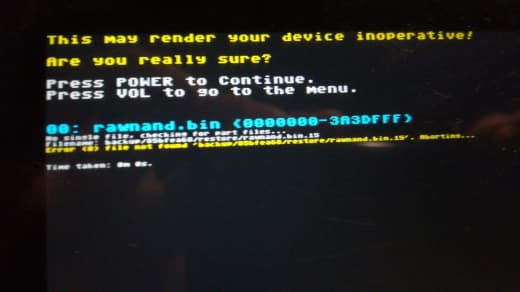 This may render your device inoperative!
Are you really sure?
Press POWER to Continue.
Press VOL to go to the menu.
00: rawnand.bin (0000000-3A3DFFF)
No single file. Checking for part files...
Filename: backup/05bfea68/restore/rawnand.bin.15
Error (0) file not found 'backup/05bfea68/restore/rawnand.bin.15'. Aborting...
Time taken: 0m 0s.